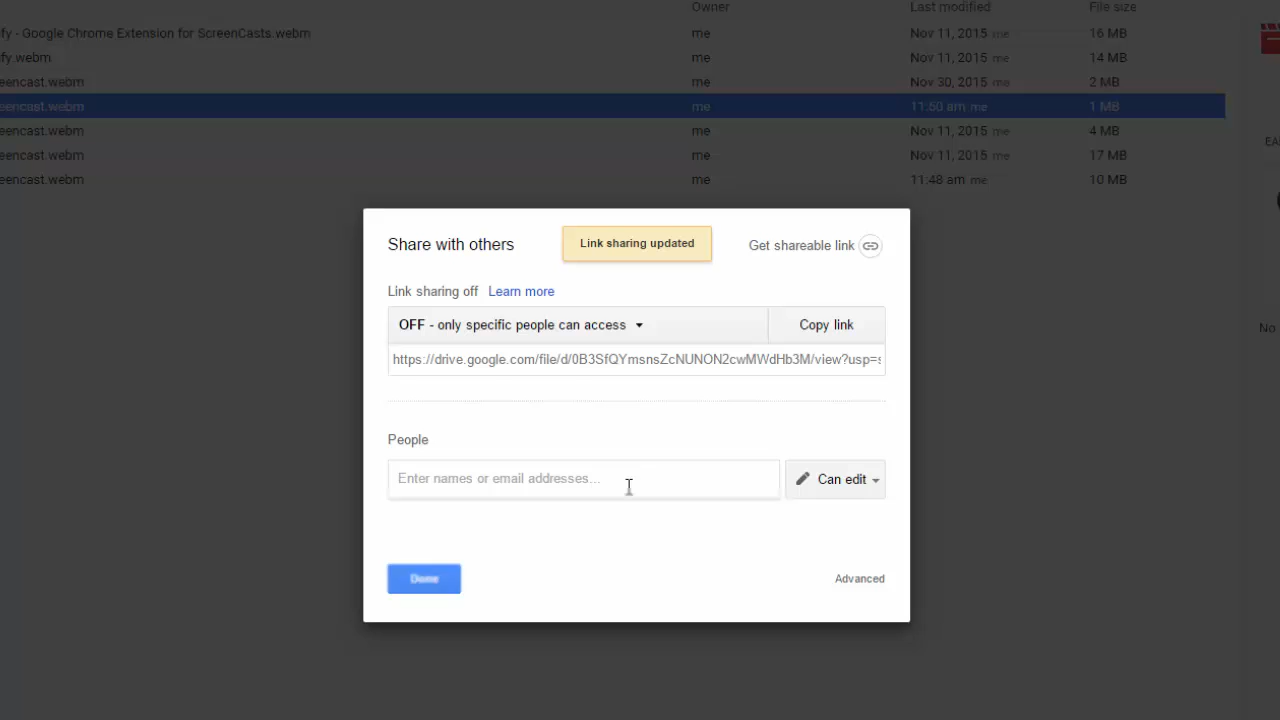 Owner Last modified File size
fy - Google Chrome Extension for ScreenCasts.webm me Nov 11, 2015 me 16 MB
fy.webm me Nov 11, 2015 me 14 MB
eencast.webm me Nov 30, 2015 me 2 MB
eencast.webm me 11:50 am me 1 MB
eencast.webm me Nov 11, 2015 me 4 MB
EA
eencast.webm me Nov 11, 2015 me 17 MB
eencast.webm me 11:48 am me 10 MB
Share with others Link sharing updated Get shareable link
Link sharing off Learn more
OFF - only specific people can access Copy link
No
https://drive.google.com/file/d/0B3SfQYmsnsZcNUNON2cwMWdHb3M/view?usp=s
People
Enter names or email addresses... Can edit
Done Advanced